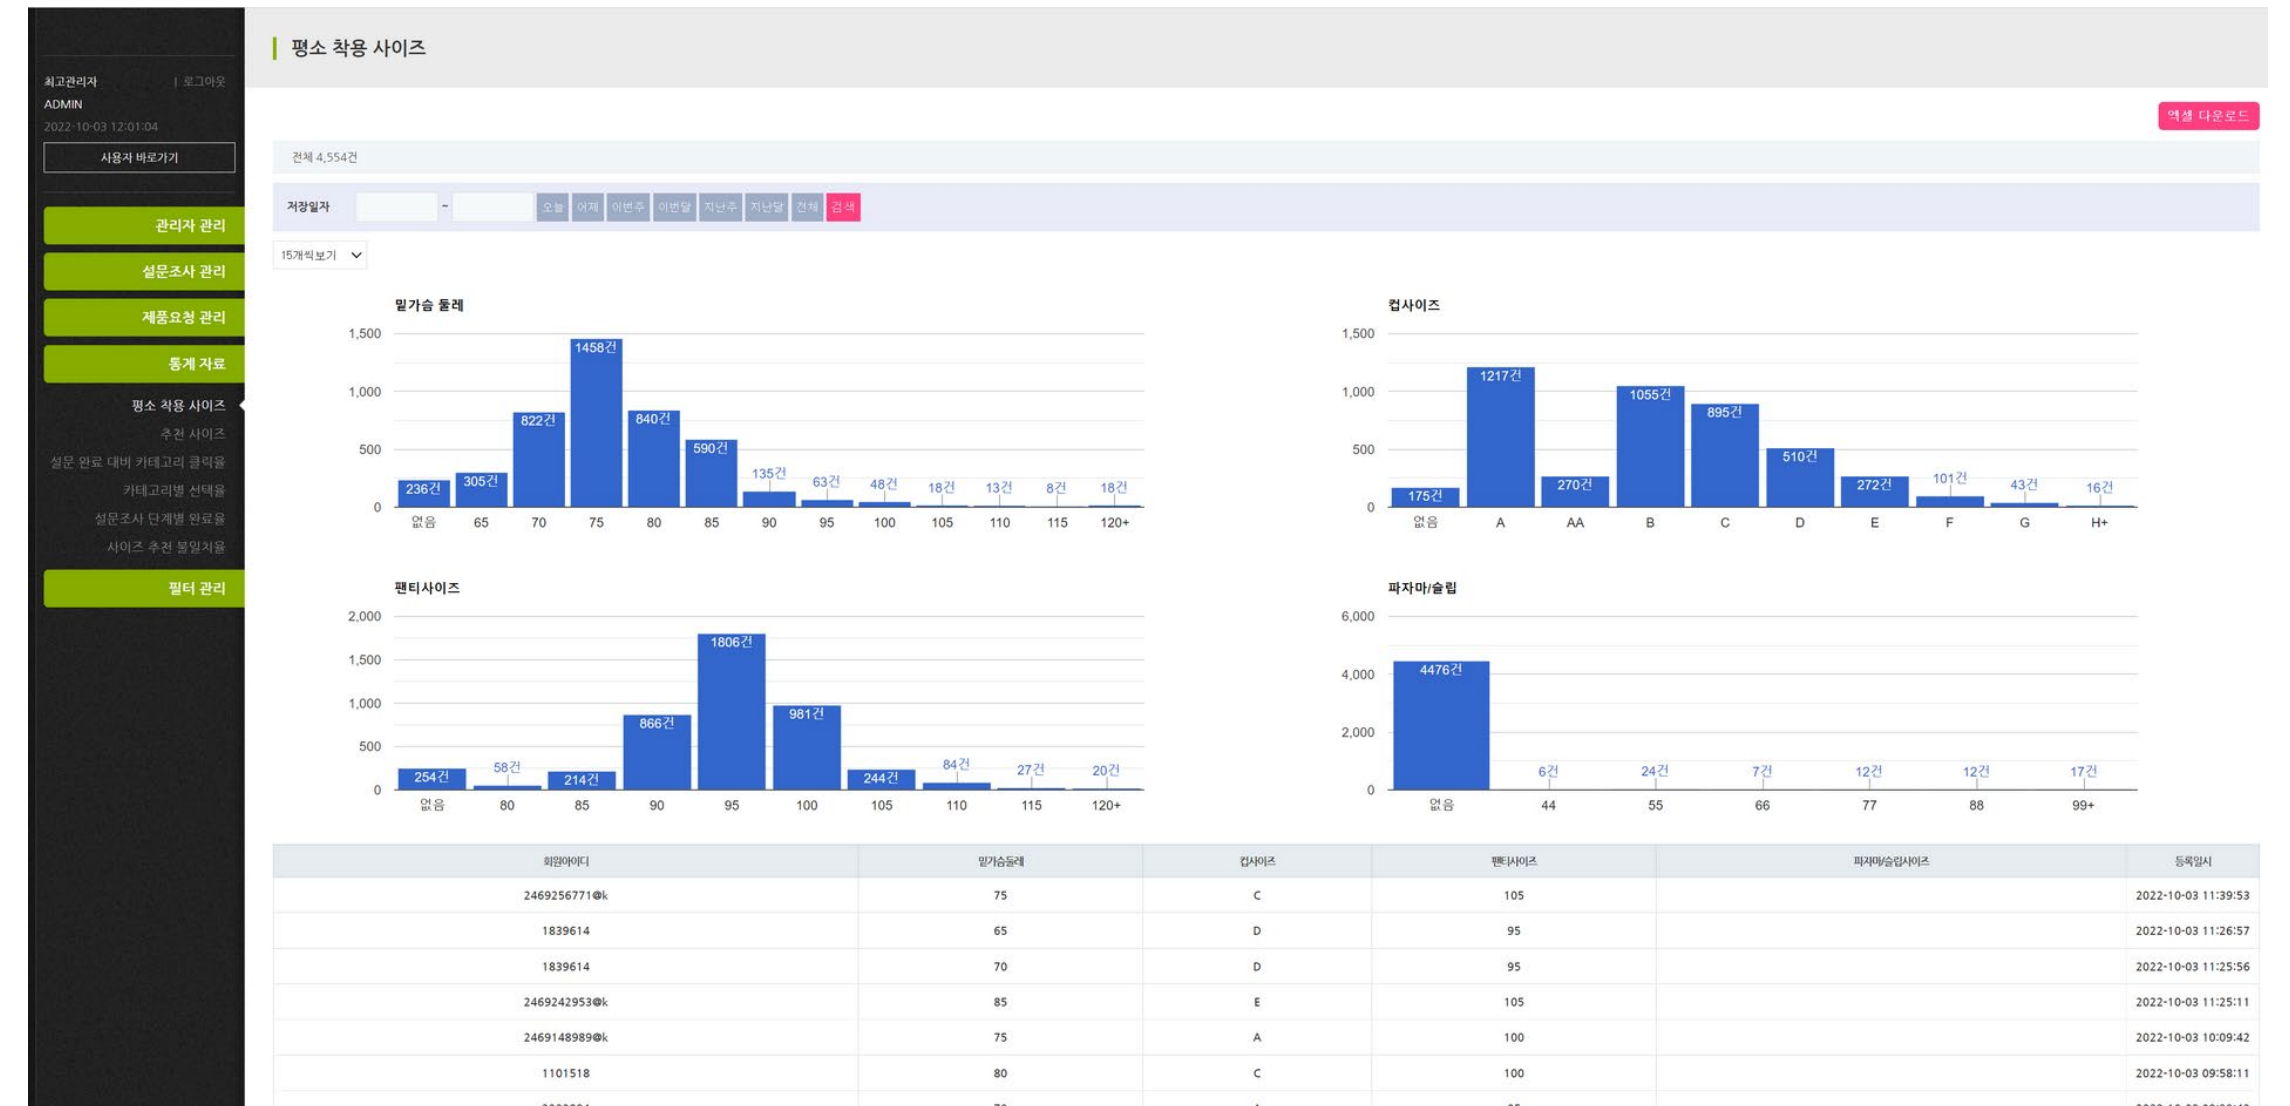 평소 착용 사이즈
최고관리자 | 로그아웃
ADMIN
2022-10-03 12:01:04
사용자 바로가기
관리자 관리
설문조사 관리
제품요청 관리
통계 자료
평소 착용 사이즈
추천 사이즈
설문 완료 대비 카테고리 클릭율
카테고리별 선택율
설문조사 단계별 완료율
사이즈 추천 불일치율
필터 관리
엑셀 다운로드
전체 4,554건
저장일자 ~ 오늘 어제 이번주 이번달 지난주 지난달 전체 검색
15개씩보기
밑가슴 둘레
1,500
1,000
500
0
236건 305건 822건 1458건 840건 590건 135건 63건 48건 18건 13건 8건 18건
없음 65 70 75 80 85 90 95 100 105 110 115 120+
컵사이즈
1,500
1,000
500
0
175건 1217건 270건 1055건 895건 510건 272건 101건 43건 16건
없음 A AA B C D E F G H+
팬티사이즈
2,000
1,500
1,000
500
0
254건 58건 214건 866건 1806건 981건 244건 84건 27건 20건
없음 80 85 90 95 100 105 110 115 120+
파자마/슬립
6,000
4,000
2,000
0
4476건 6건 24건 7건 12건 12건 17건
없음 44 55 66 77 88 99+
회원아이디 밑가슴둘레 컵사이즈 팬티사이즈 파자마/슬립사이즈 등록일시
2469256771@k 75 C 105 2022-10-03 11:39:53
1839614 65 D 95 2022-10-03 11:26:57
1839614 70 D 95 2022-10-03 11:25:56
2469242953@k 85 E 105 2022-10-03 11:25:11
2469148989@k 75 A 100 2022-10-03 10:09:42
1101518 80 C 100 2022-10-03 09:58:11